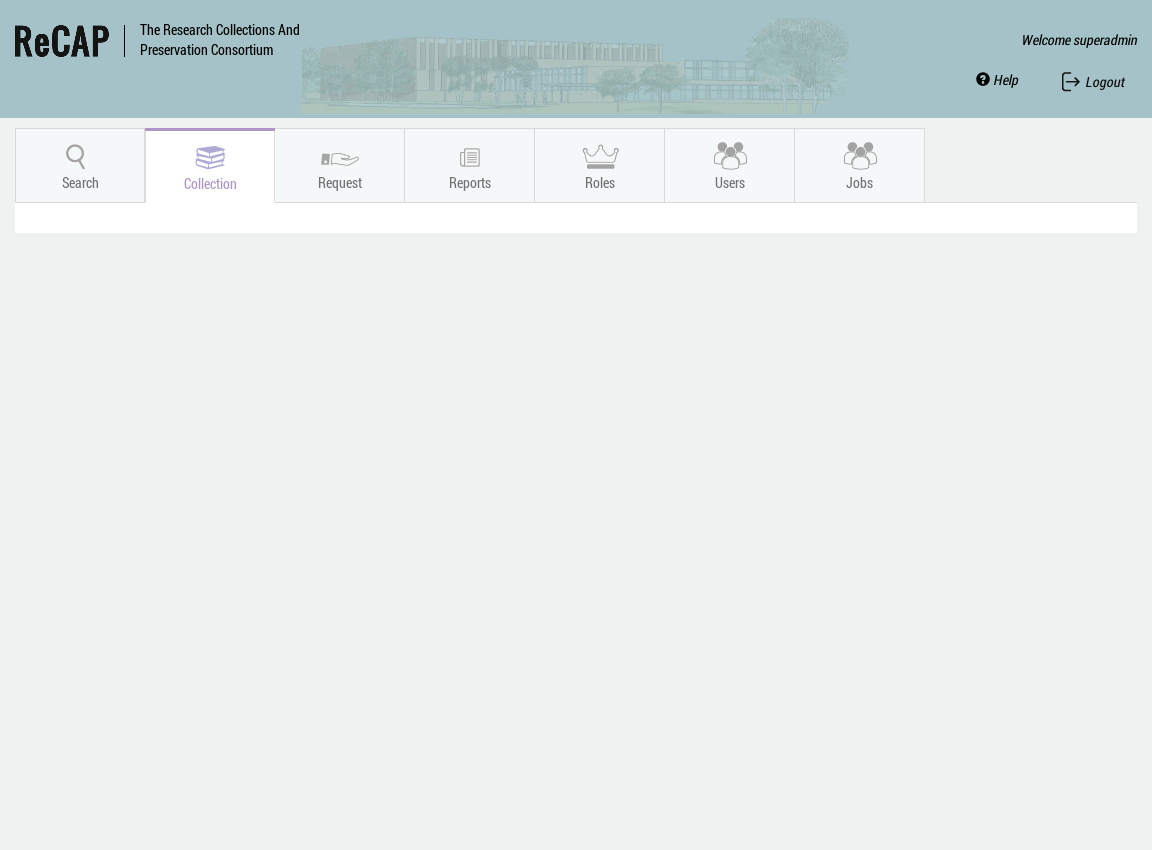 ReCAP
The Research Collections And
Preservation Consortium
Welcome superadmin
Help
Logout
Search
Collection
Request
Reports
Roles
Users
Jobs